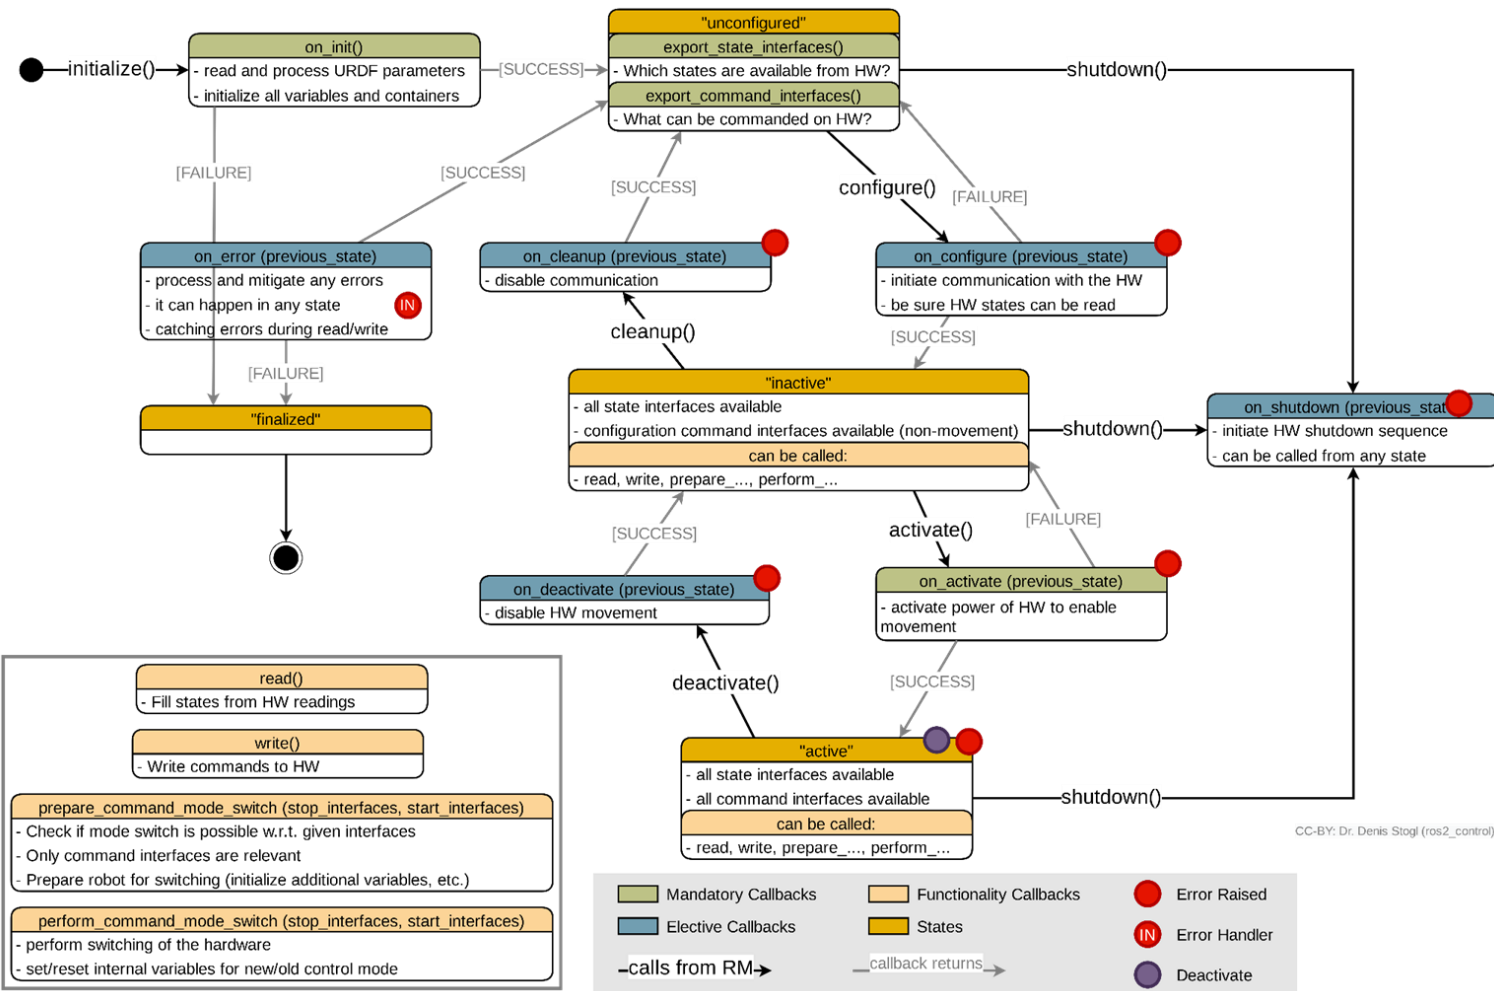 "unconfigured"
on_init()
export_state_interfaces()
initialize()
- read and process URDF parameters
[SUCCESS]
- Which states are available from HW?
shutdown()
- initialize all variables and containers
export_command_interfaces()
- What can be commanded on HW?
[FAILURE]
[SUCCESS]
[SUCCESS]
configure()
[FAILURE]
on_error (previous_state)
- process and mitigate any errors
- it can happen in any state
IN
- catching errors during read/write
on_cleanup (previous_state)
- disable communication
on_configure (previous_state)
- initiate communication with the HW
- be sure HW states can be read
cleanup()
[SUCCESS]
[FAILURE]
"finalized"
"inactive"
- all state interfaces available
- configuration command interfaces available (non-movement)
can be called:
- read, write, prepare_..., perform_...
shutdown()
on_shutdown (previous_stat
- initiate HW shutdown sequence
- can be called from any state
[SUCCESS]
activate()
[FAILURE]
on_deactivate (previous_state)
- disable HW movement
on_activate (previous_state)
- activate power of HW to enable
movement
deactivate()
[SUCCESS]
"active"
- all state interfaces available
- all command interfaces available
can be called:
- read, write, prepare_..., perform_...
shutdown()
read()
- Fill states from HW readings
write()
- Write commands to HW
prepare_command_mode_switch (stop_interfaces, start_interfaces)
- Check if mode switch is possible w.r.t. given interfaces
- Only command interfaces are relevant
- Prepare robot for switching (initialize additional variables, etc.)
perform_command_mode_switch (stop_interfaces, start_interfaces)
- perform switching of the hardware
- set/reset internal variables for new/old control mode
CC-BY: Dr. Denis Stogl (ros2_control)
Mandatory Callbacks
Functionality Callbacks
Error Raised
Elective Callbacks
States
IN
Error Handler
calls from RM
callback returns
Deactivate